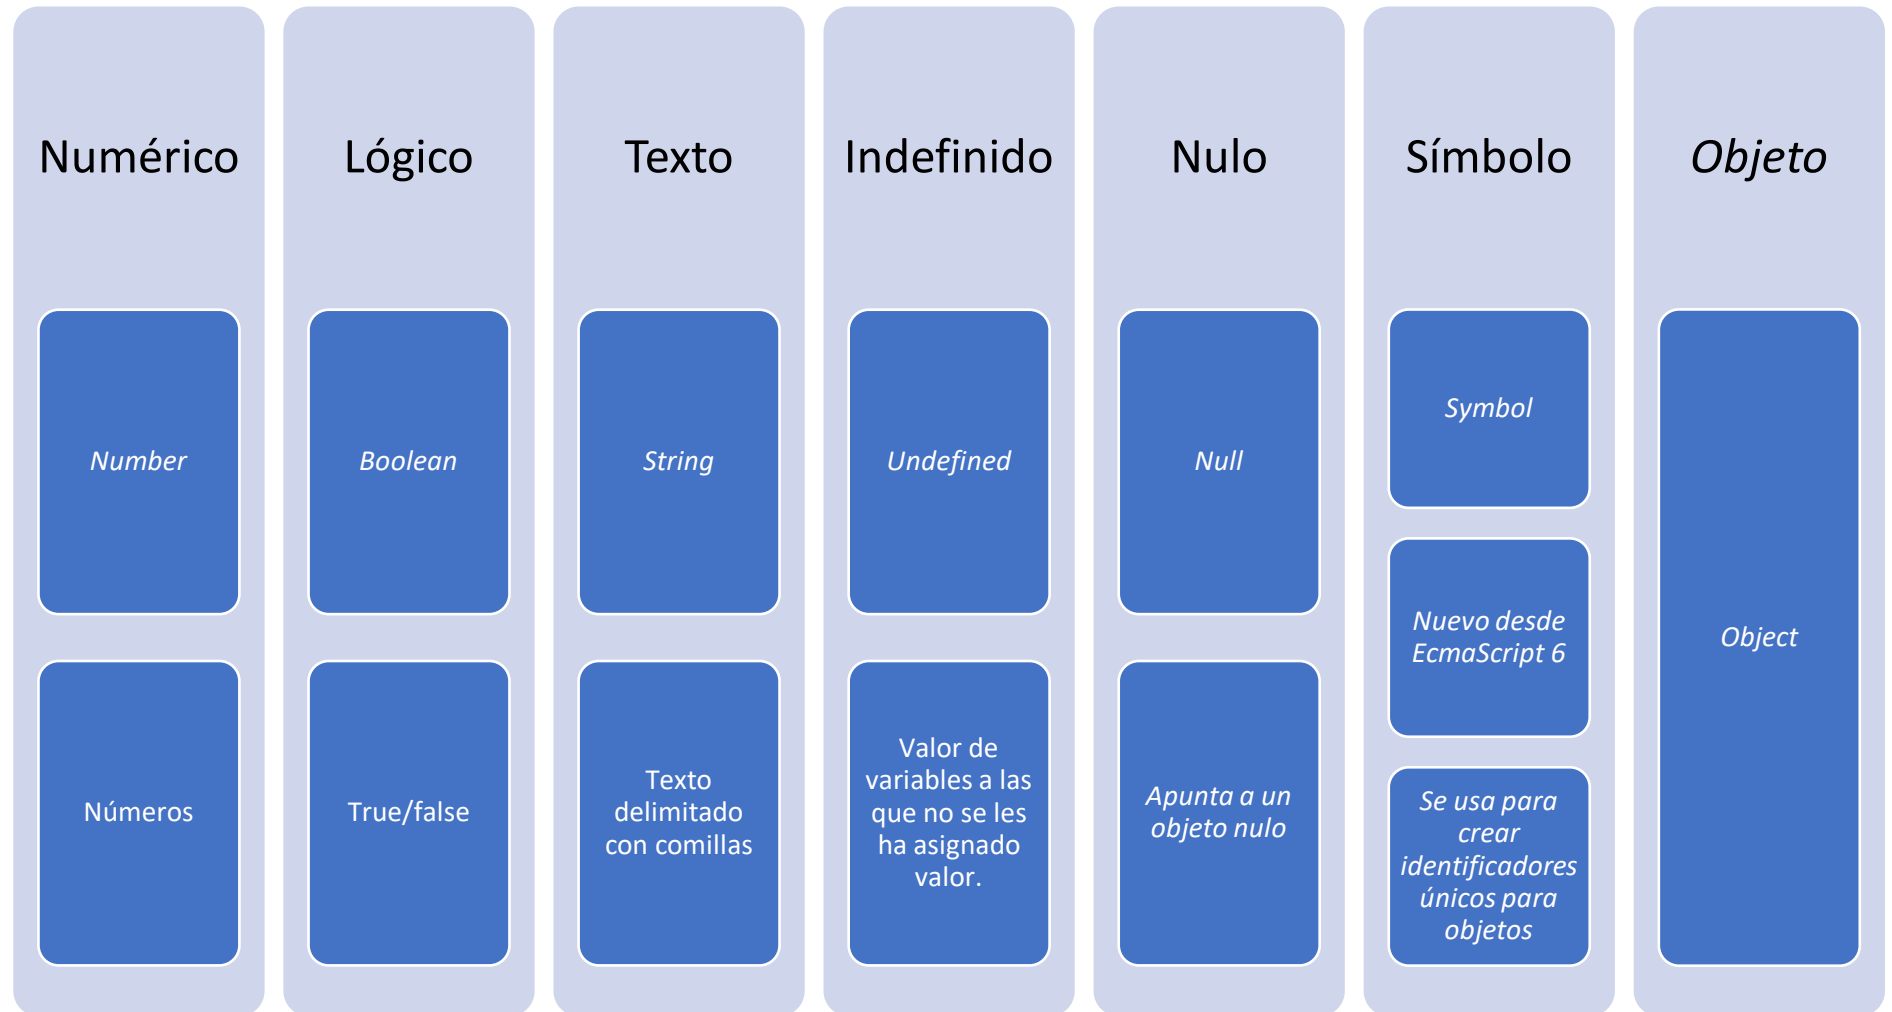 Numérico
Number
Números
Lógico
Boolean
True/false
Texto
String
Texto
delimitado
con comillas
Indefinido
Undefined
Valor de
variables a las
que no se les
ha asignado
valor.
Nulo
Null
Apunta a un
objeto nulo
Símbolo
Symbol
Nuevo desde
EcmaScript 6
Se usa para
crear
identificadores
únicos para
objetos
Objeto
Object